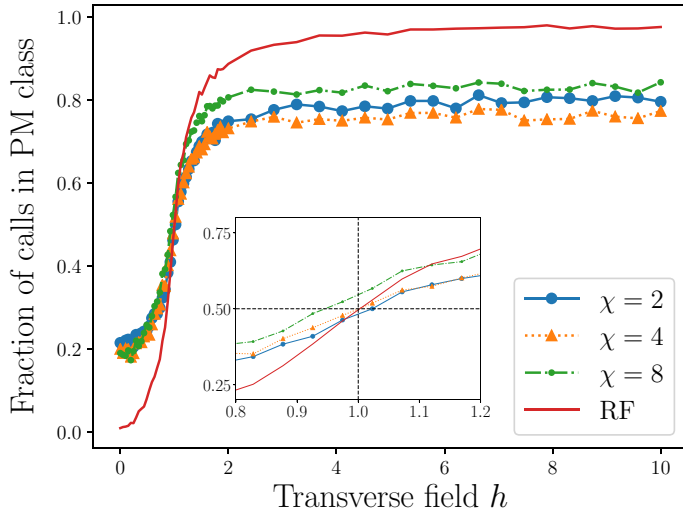 Fraction of calls in PM class
1.0
0.8
0.6
0.4
0.2
0.0
0.75
0.50
0.25
0.8 0.9 1.0 1.1 1.2
χ = 2
χ = 4
χ = 8
RF
0 2 4 6 8 10
Transverse field h